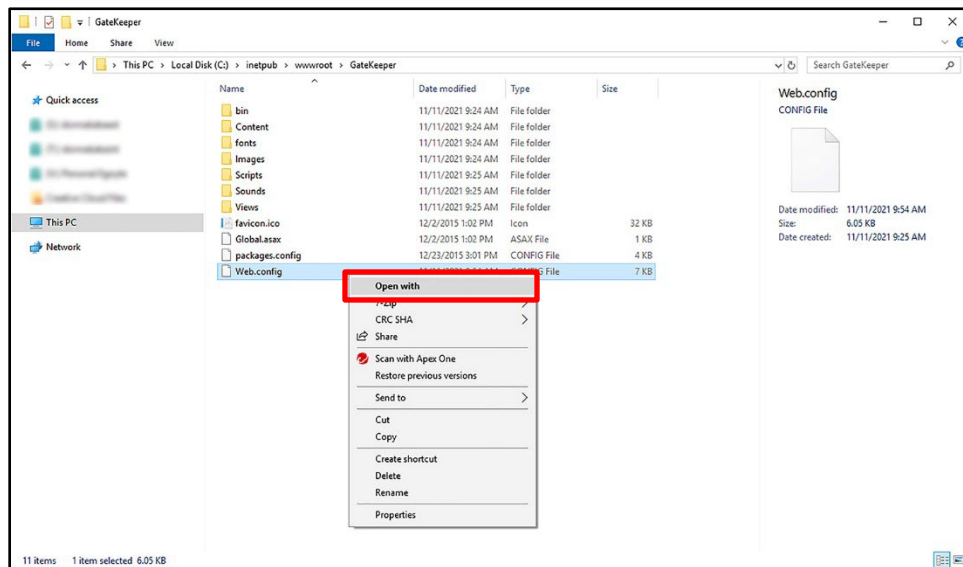 GateKeeper
File Home Share View
This PC > Local Disk (C:) > inetpub > wwwroot > GateKeeper
Search GateKeeper
Quick access
This PC
Network
Name Date modified Type Size
bin 11/11/2021 9:24 AM File folder
Content 11/11/2021 9:24 AM File folder
fonts 11/11/2021 9:24 AM File folder
Images 11/11/2021 9:24 AM File folder
Scripts 11/11/2021 9:25 AM File folder
Sounds 11/11/2021 9:25 AM File folder
Views 11/11/2021 9:25 AM File folder
favicon.ico 12/2/2015 1:02 PM Icon 32 KB
Global.asax 12/2/2015 1:02 PM ASAX File 1 KB
packages.config 12/23/2015 3:01 PM CONFIG File 4 KB
Web.config CONFIG File 7 KB
Open with
7-Zip
CRC SHA
Share
Scan with Apex One
Restore previous versions
Send to
Cut
Copy
Create shortcut
Delete
Rename
Properties
Web.config
CONFIG File
Date modified: 11/11/2021 9:54 AM
Size: 6.05 KB
Date created: 11/11/2021 9:25 AM
11 items 1 item selected 6.05 KB